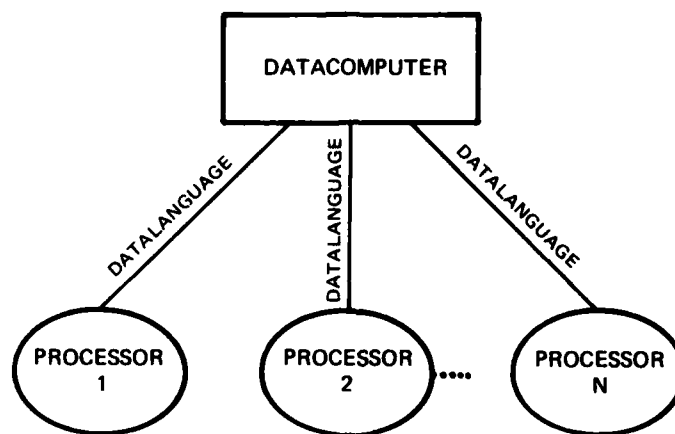 DATACOMPUTER
DATALANGUAGE
DATALANGUAGE
DATALANGUAGE
PROCESSOR
1
PROCESSOR
2
PROCESSOR
N